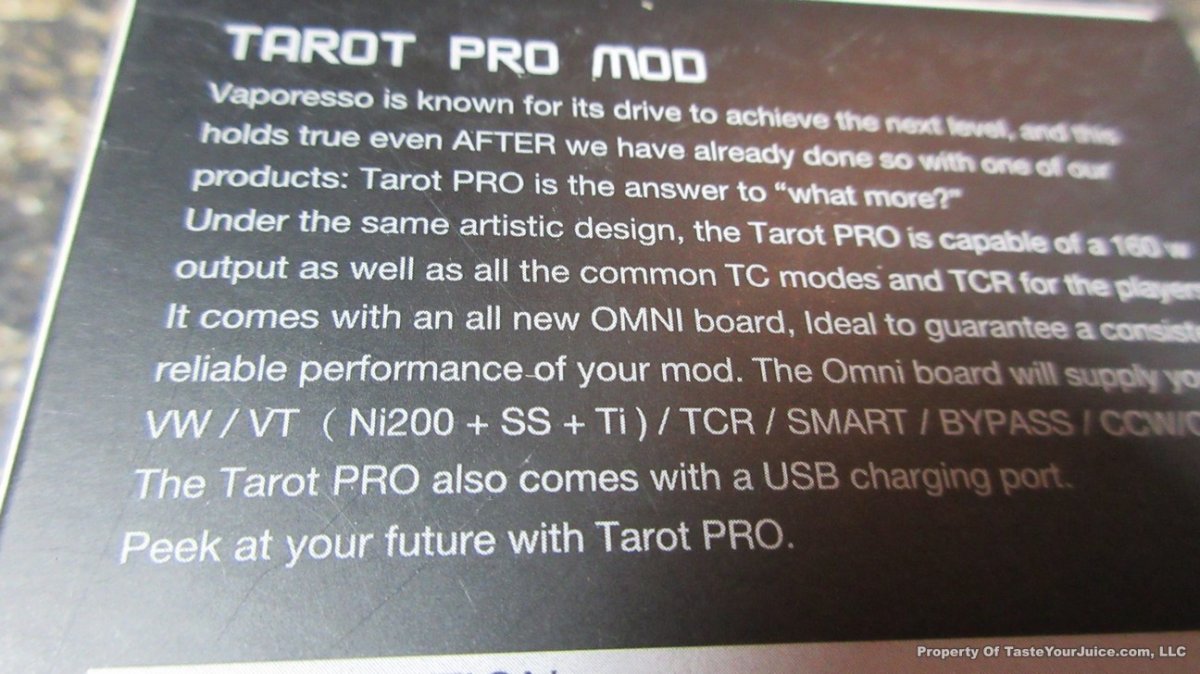 TAROT PRO MOD
Vaporesso is known for its drive to achieve the next level, and this
holds true even AFTER we have already done so with one of our
products: Tarot PRO is the answer to “what more?”
Under the same artistic design, the Tarot PRO is capable of a 160 w
output as well as all the common TC modes and TCR for the player
It comes with an all new OMNI board, Ideal to guarantee a consist
reliable performance of your mod. The Omni board will supply yo
VW / VT ( Ni200 + SS + Ti ) / TCR / SMART / BYPASS / CCW/C
The Tarot PRO also comes with a USB charging port.
Peek at your future with Tarot PRO.
Property Of TasteYourJuice.com, LLC